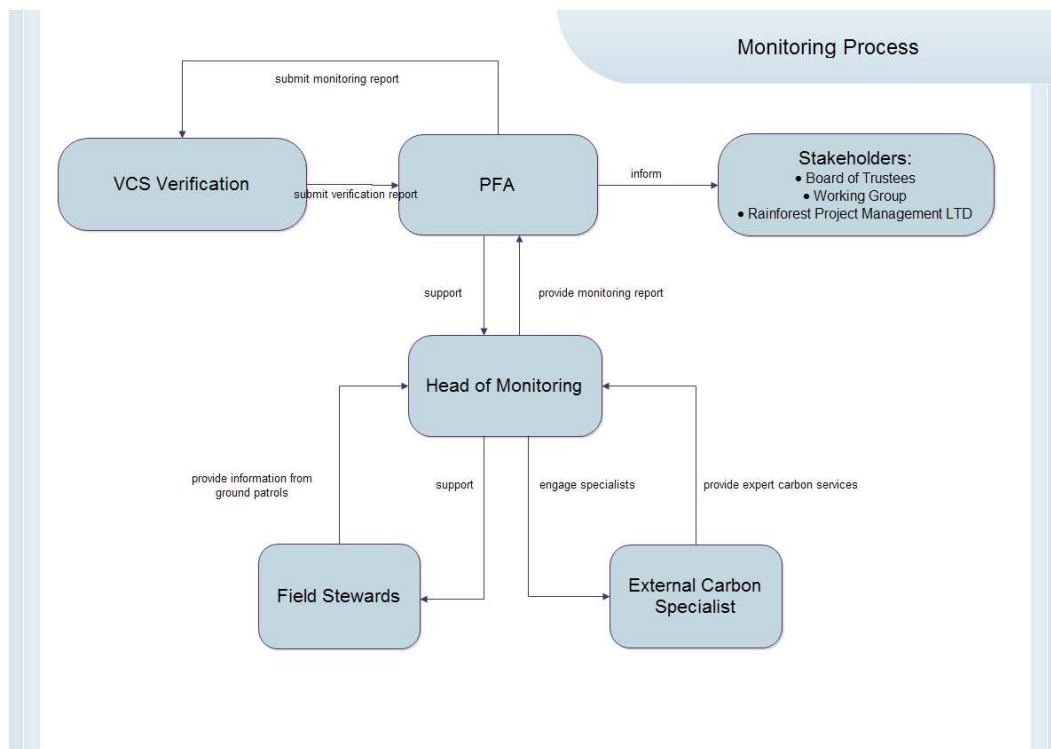 Monitoring Process
submit monitoring report
VCS Verification
submit verification report
PFA
inform
Stakeholders:
• Board of Trustees
• Working Group
• Rainforest Project Management LTD
support
provide monitoring report
Head of Monitoring
provide information from
ground patrols
support
engage specialists
provide expert carbon services
Field Stewards
External Carbon
Specialist